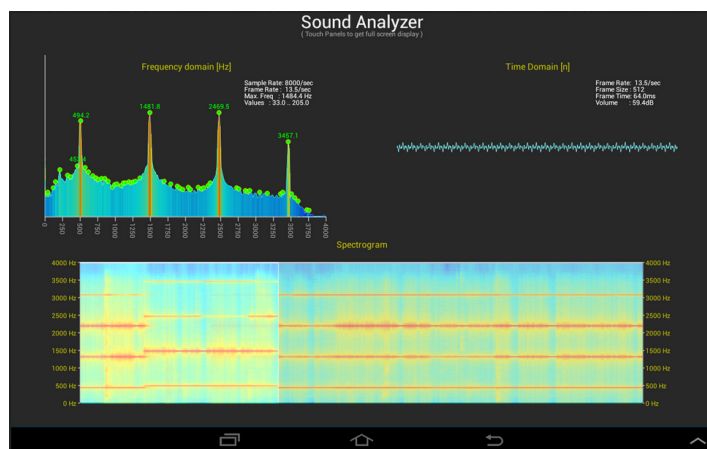 Sound Analyzer
( Touch Panels to get full screen display )
Frequency domain [Hz]
Sample Rate: 8000/sec
Frame Rate : 13.5/sec
Max. Freq : 1484.4 Hz
Values : 33.0 .. 205.0
494.2
1481.8
2469.5
3457.1
0
250
500
750
1000
1250
1500
1750
2000
2250
2500
2750
3000
3250
3500
3750
4000
Time Domain [n]
Frame Rate: 13.5/sec
Frame Size : 512
Frame Time: 64.0ms
Volume : 59.4dB
Spectrogram
4000 Hz
3500 Hz
3000 Hz
2500 Hz
2000 Hz
1500 Hz
1000 Hz
500 Hz
0 Hz
4000 Hz
3500 Hz
3000 Hz
2500 Hz
2000 Hz
1500 Hz
1000 Hz
500 Hz
0 Hz